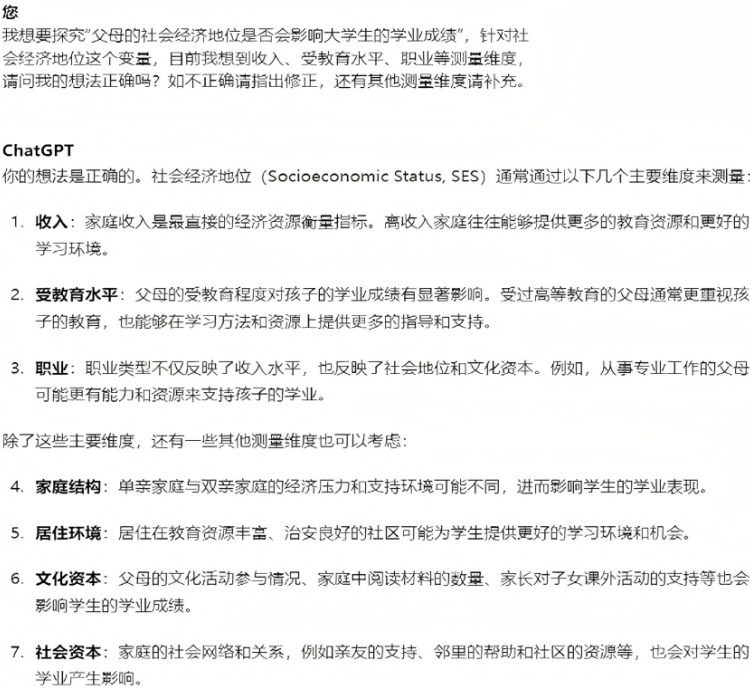 您
我想要探究“父母的社会经济地位是否会影响大学生的学业成绩”，针对社
会经济地位这个变量，目前我想到收入、受教育水平、职业等测量维度，
请问我的想法正确吗？如不正确请指出修正，还有其他测量维度请补充。
ChatGPT
你的想法是正确的。社会经济地位（Socioeconomic Status, SES）通常通过以下几个主要维度来测量：
1. 收入：家庭收入是最直接的经济资源衡量指标。高收入家庭往往能够提供更多的教育资源和更好的
学习环境。
2. 受教育水平：父母的受教育程度对孩子的学业成绩有显著影响。受过高等教育的父母通常更重视孩
子的教育，也能够在学习方法和资源上提供更多的指导和支持。
3. 职业：职业类型不仅反映了收入水平，也反映了社会地位和文化资本。例如，从事专业工作的父母
可能更有能力和资源来支持孩子的学业。
除了这些主要维度，还有一些其他测量维度也可以考虑：
4. 家庭结构：单亲家庭与双亲家庭的经济压力和支持环境可能不同，进而影响学生的学业表现。
5. 居住环境：居住在教育资源丰富、治安良好的社区可能为学生提供更好的学习环境和机会。
6. 文化资本：父母的文化活动参与情况、家庭中阅读材料的数量、家长对子女课外活动的支持等也会
影响学生的学业成绩。
7. 社会资本：家庭的社会网络和关系，例如亲友的支持、邻里的帮助和社区的资源等，也会对学生的
学业产生影响。